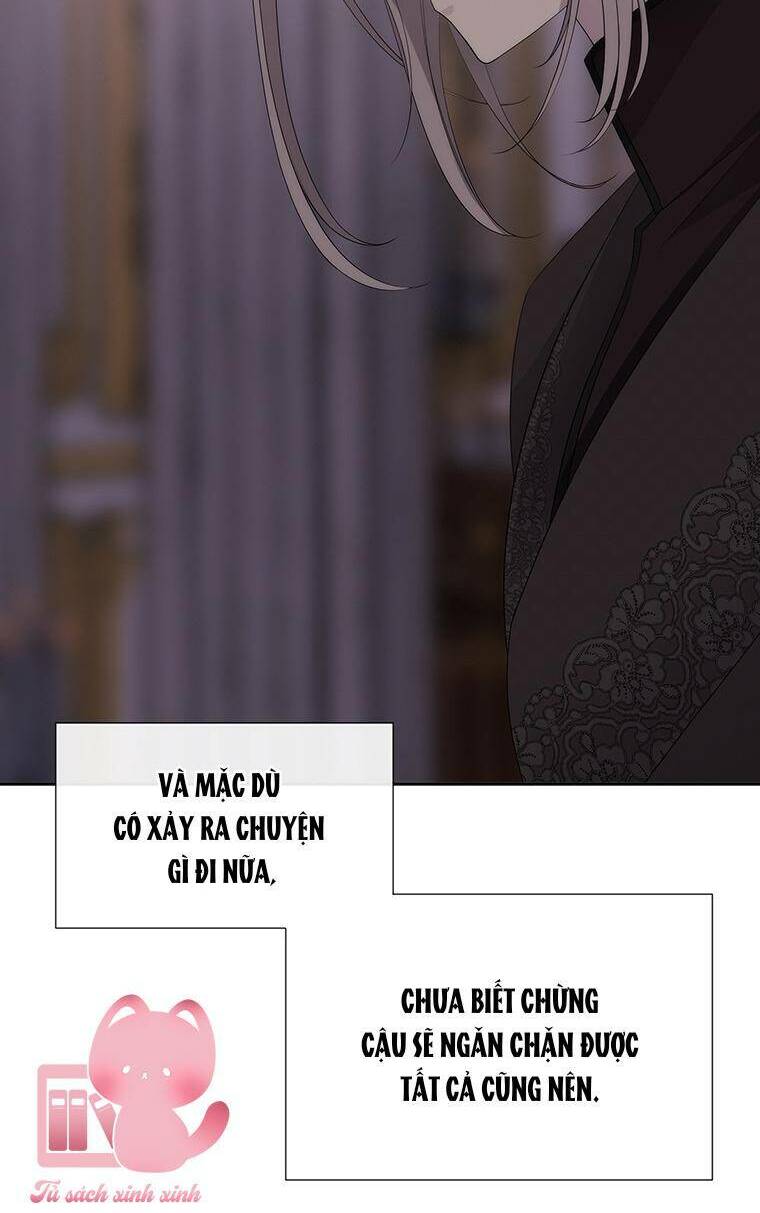 VÀ MẶC DÙ
CÓ XẢY RA CHUYỆN
GÌ ĐI NỮA,
CHƯA BIẾT CHỪNG
CẬU SẼ NGĂN CHẶN ĐƯỢC
TẤT CẢ CŨNG NÊN.
Tủ sách xinh xinh